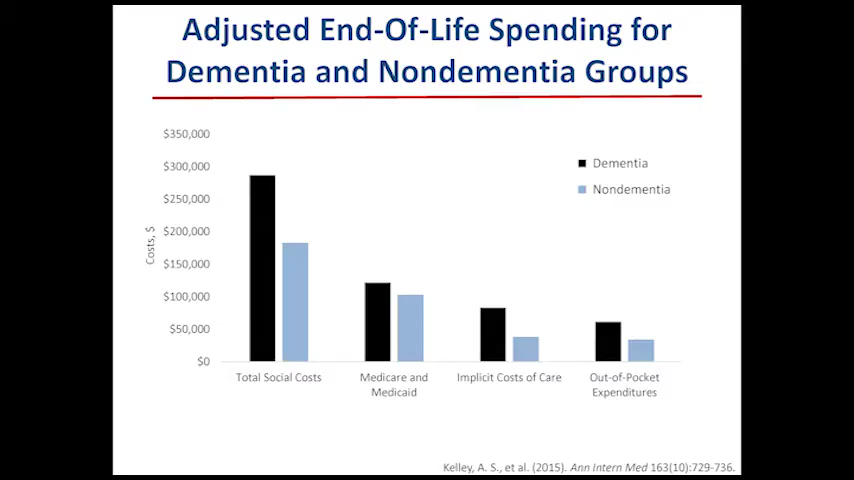 Adjusted End-Of-Life Spending for
Dementia and Nondementia Groups
$350,000
$300,000
$250,000
$200,000
$150,000
$100,000
$50,000
$0
Costs, $
Dementia
Nondementia
Total Social Costs
Medicare and
Medicaid
Implicit Costs of Care
Out-of-Pocket
Expenditures
Kelley, A. S., et al. (2015). Ann Intern Med 163(10):729-736.